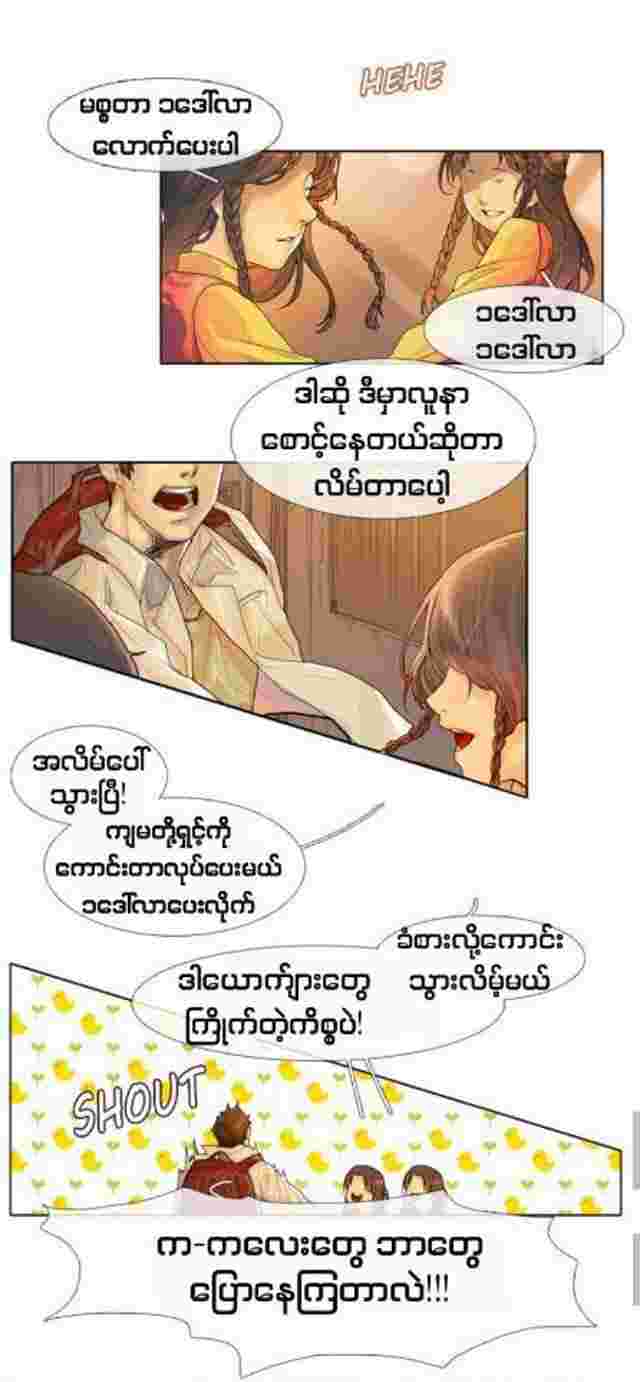 HEHE
မစ္စတာ ၁ဒေါ်လာ
လောက်ပေးပါ
၁ဒေါ်လာ
၁ဒေါ်လာ
ဒါဆို ဒီမှာလူနာ
စောင့်နေတယ်ဆိုတာ
လိမ်တာပေါ့
အလိမ်ပေါ်
သွားပြီ!
ကျမတို့ရှင့်ကို
ကောင်းတာလုပ်ပေးမယ်
၁ဒေါ်လာပေးလိုက်
ခံစားလို့ကောင်း
သွားလိမ့်မယ်
ဒါယောကျ်ားတွေ
ကြိုက်တဲ့ကိစ္စပဲ!
SHOUT
က-ကလေးတွေ ဘာတွေ
ပြောနေကြတာလဲ!!!